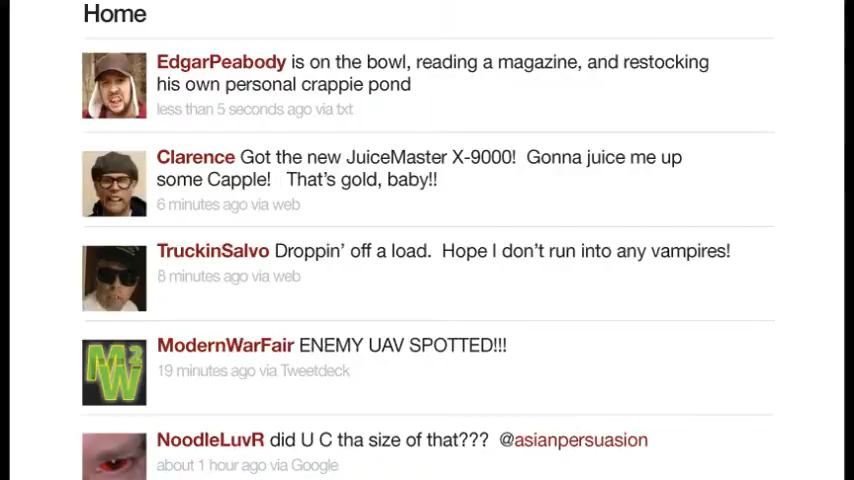 Home
EdgarPeabody is on the bowl, reading a magazine, and restocking
his own personal crappie pond
less than 5 seconds ago via txt
Clarence Got the new JuiceMaster X-9000!  Gonna juice me up
some Capple!   That's gold, baby!!
6 minutes ago via web
TruckinSalvo Droppin' off a load.  Hope I don't run into any vampires!
8 minutes ago via web
M2W
ModernWarFair ENEMY UAV SPOTTED!!!
19 minutes ago via Tweetdeck
NoodleLuvR did U C tha size of that???  @asianpersuasion
about 1 hour ago via Google